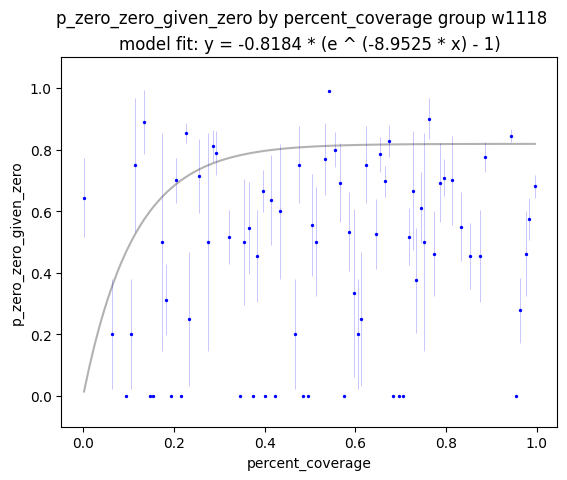 p_zero_zero_given_zero by percent_coverage group w1118
model fit: y = -0.8184 * (e ^ (-8.9525 * x) - 1)
p_zero_zero_given_zero
1.0
0.8
0.6
0.4
0.2
0.0
0.0 0.2 0.4 0.6 0.8 1.0
percent_coverage